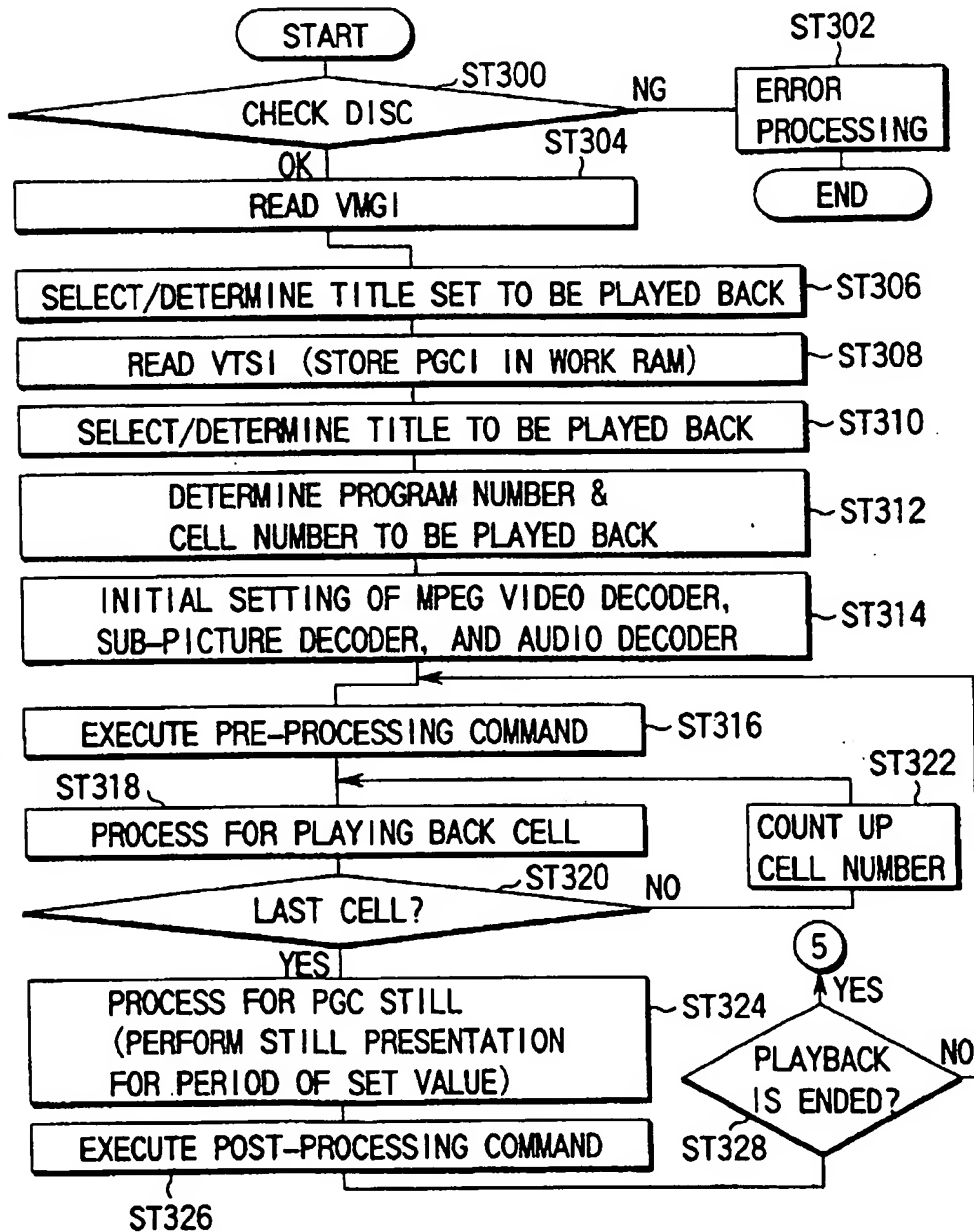 START
ST300
ST302
CHECK DISC
NG
ERROR
PROCESSING
END
OK
ST304
READ VMGI
SELECT/DETERMINE TITLE SET TO BE PLAYED BACK
ST306
READ VTSI (STORE PGCI IN WORK RAM)
ST308
SELECT/DETERMINE TITLE TO BE PLAYED BACK
ST310
DETERMINE PROGRAM NUMBER &
CELL NUMBER TO BE PLAYED BACK
ST312
INITIAL SETTING OF MPEG VIDEO DECODER,
SUB-PICTURE DECODER, AND AUDIO DECODER
ST314
EXECUTE PRE-PROCESSING COMMAND
ST316
ST318
PROCESS FOR PLAYING BACK CELL
ST322
COUNT UP
CELL NUMBER
ST320
LAST CELL?
NO
YES
PROCESS FOR PGC STILL
(PERFORM STILL PRESENTATION
FOR PERIOD OF SET VALUE)
ST324
EXECUTE POST-PROCESSING COMMAND
ST326
5
YES
PLAYBACK
IS ENDED?
NO
ST328